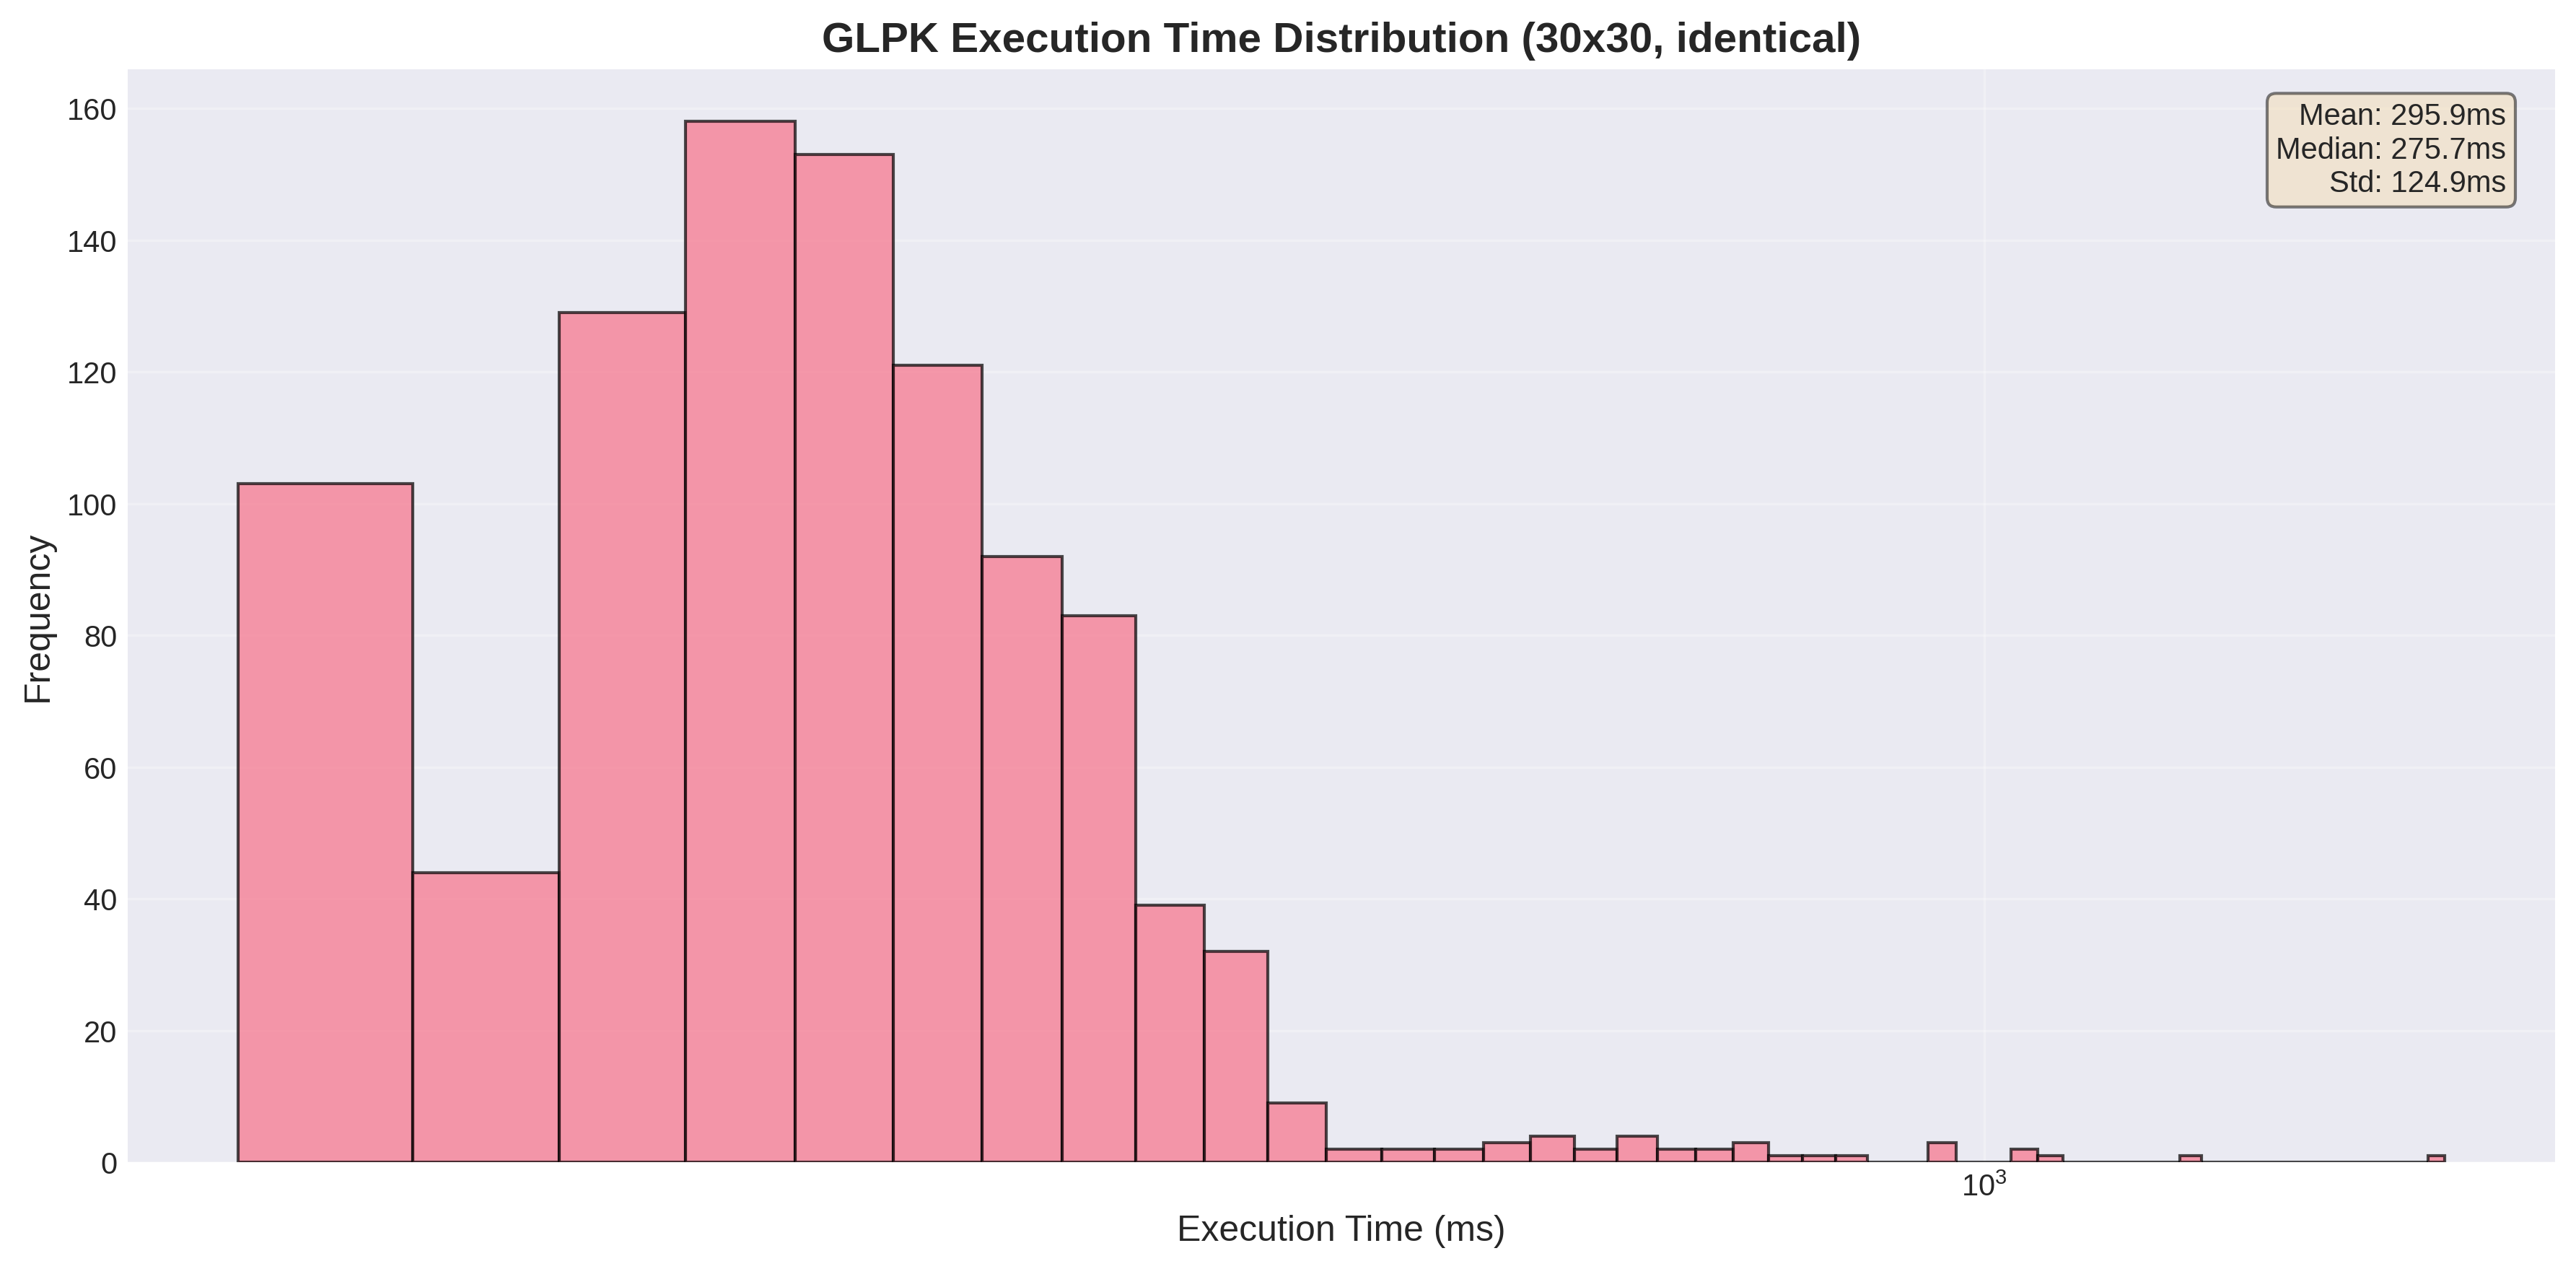 GLPK Execution Time Distribution (30x30, identical)
Mean: 295.9ms
Median: 275.7ms
Std: 124.9ms
Frequency
160
140
120
100
80
60
40
20
0
10³
Execution Time (ms)